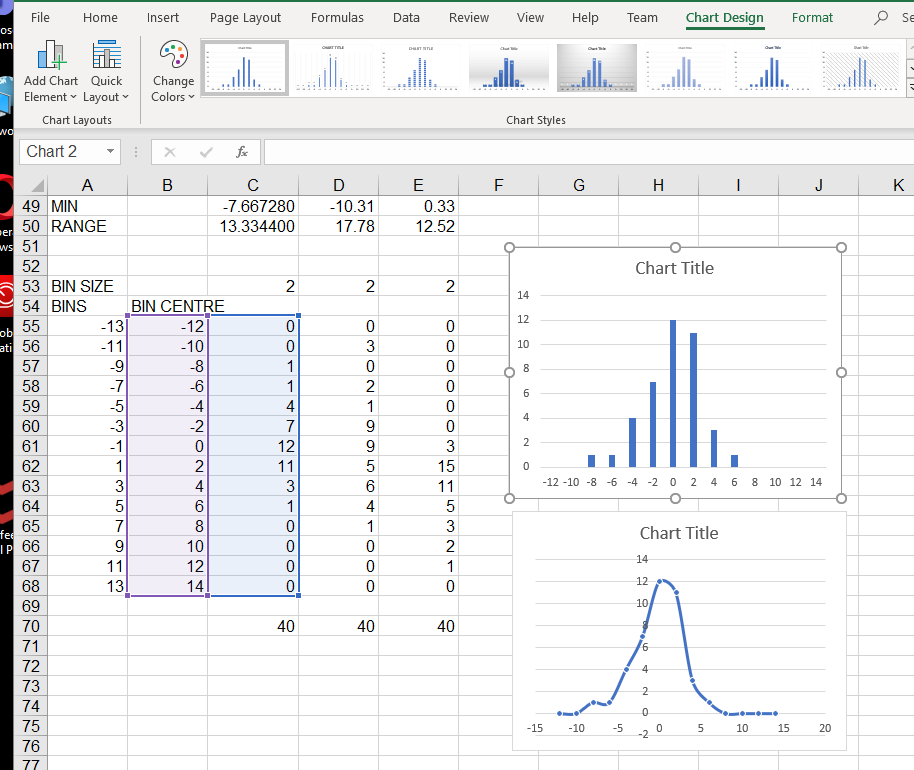 File Home Insert Page Layout Formulas Data Review View Help Team Chart Design Format Se
Add Chart Element Quick Layout Change Colors
Chart Layouts Chart Styles
Chart 2 fx
A B C D E F G H I J K
49 MIN -7.667280 -10.31 0.33
50 RANGE 13.334400 17.78 12.52
51
52
53 BIN SIZE 2 2 2
54 BINS BIN CENTRE
55 -13 -12 0 0 0
56 -11 -10 0 3 0
57 -9 -8 1 0 0
58 -7 -6 1 2 0
59 -5 -4 4 1 0
60 -3 -2 7 9 0
61 -1 0 12 9 3
62 1 2 11 5 15
63 3 4 3 6 11
64 5 6 1 4 5
65 7 8 0 1 3
66 9 10 0 0 2
67 11 12 0 0 1
68 13 14 0 0 0
69
70 40 40 40
71
72
73
74
75
76
77
Chart Title
14
12
10
8
6
4
2
0
-12 -10 -8 -6 -4 -2 0 2 4 6 8 10 12 14
Chart Title
14
12
10
8
6
4
2
0
-2
-15 -10 -5 0 5 10 15 20